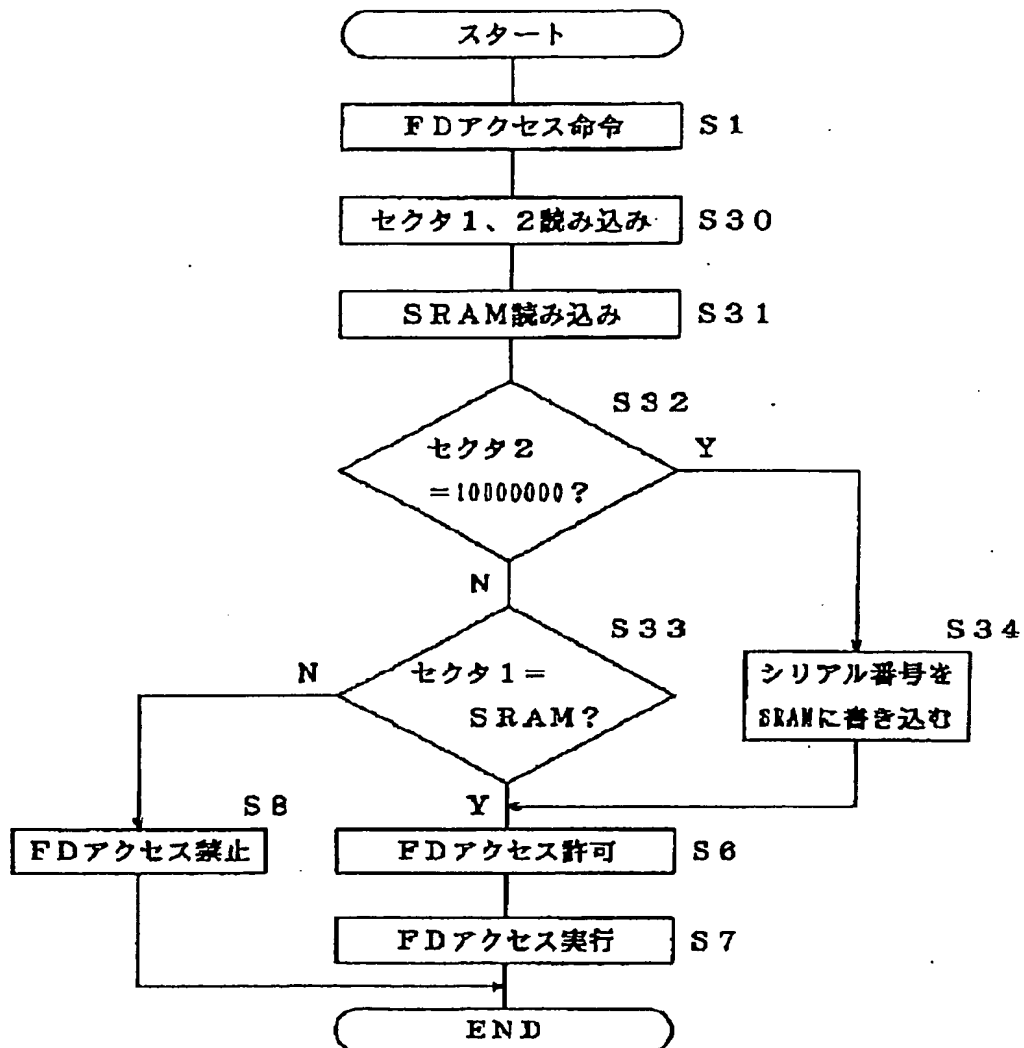 スタート
FDアクセス命令 S1
セクタ1、2読み込み S30
SRAM読み込み S31
S32
セクタ2
=10000000?
Y
N
S33
セクタ1=
SRAM?
N
S34
シリアル番号を
SRAMに書き込む
Y
S8
FDアクセス禁止
FDアクセス許可 S6
FDアクセス実行 S7
END